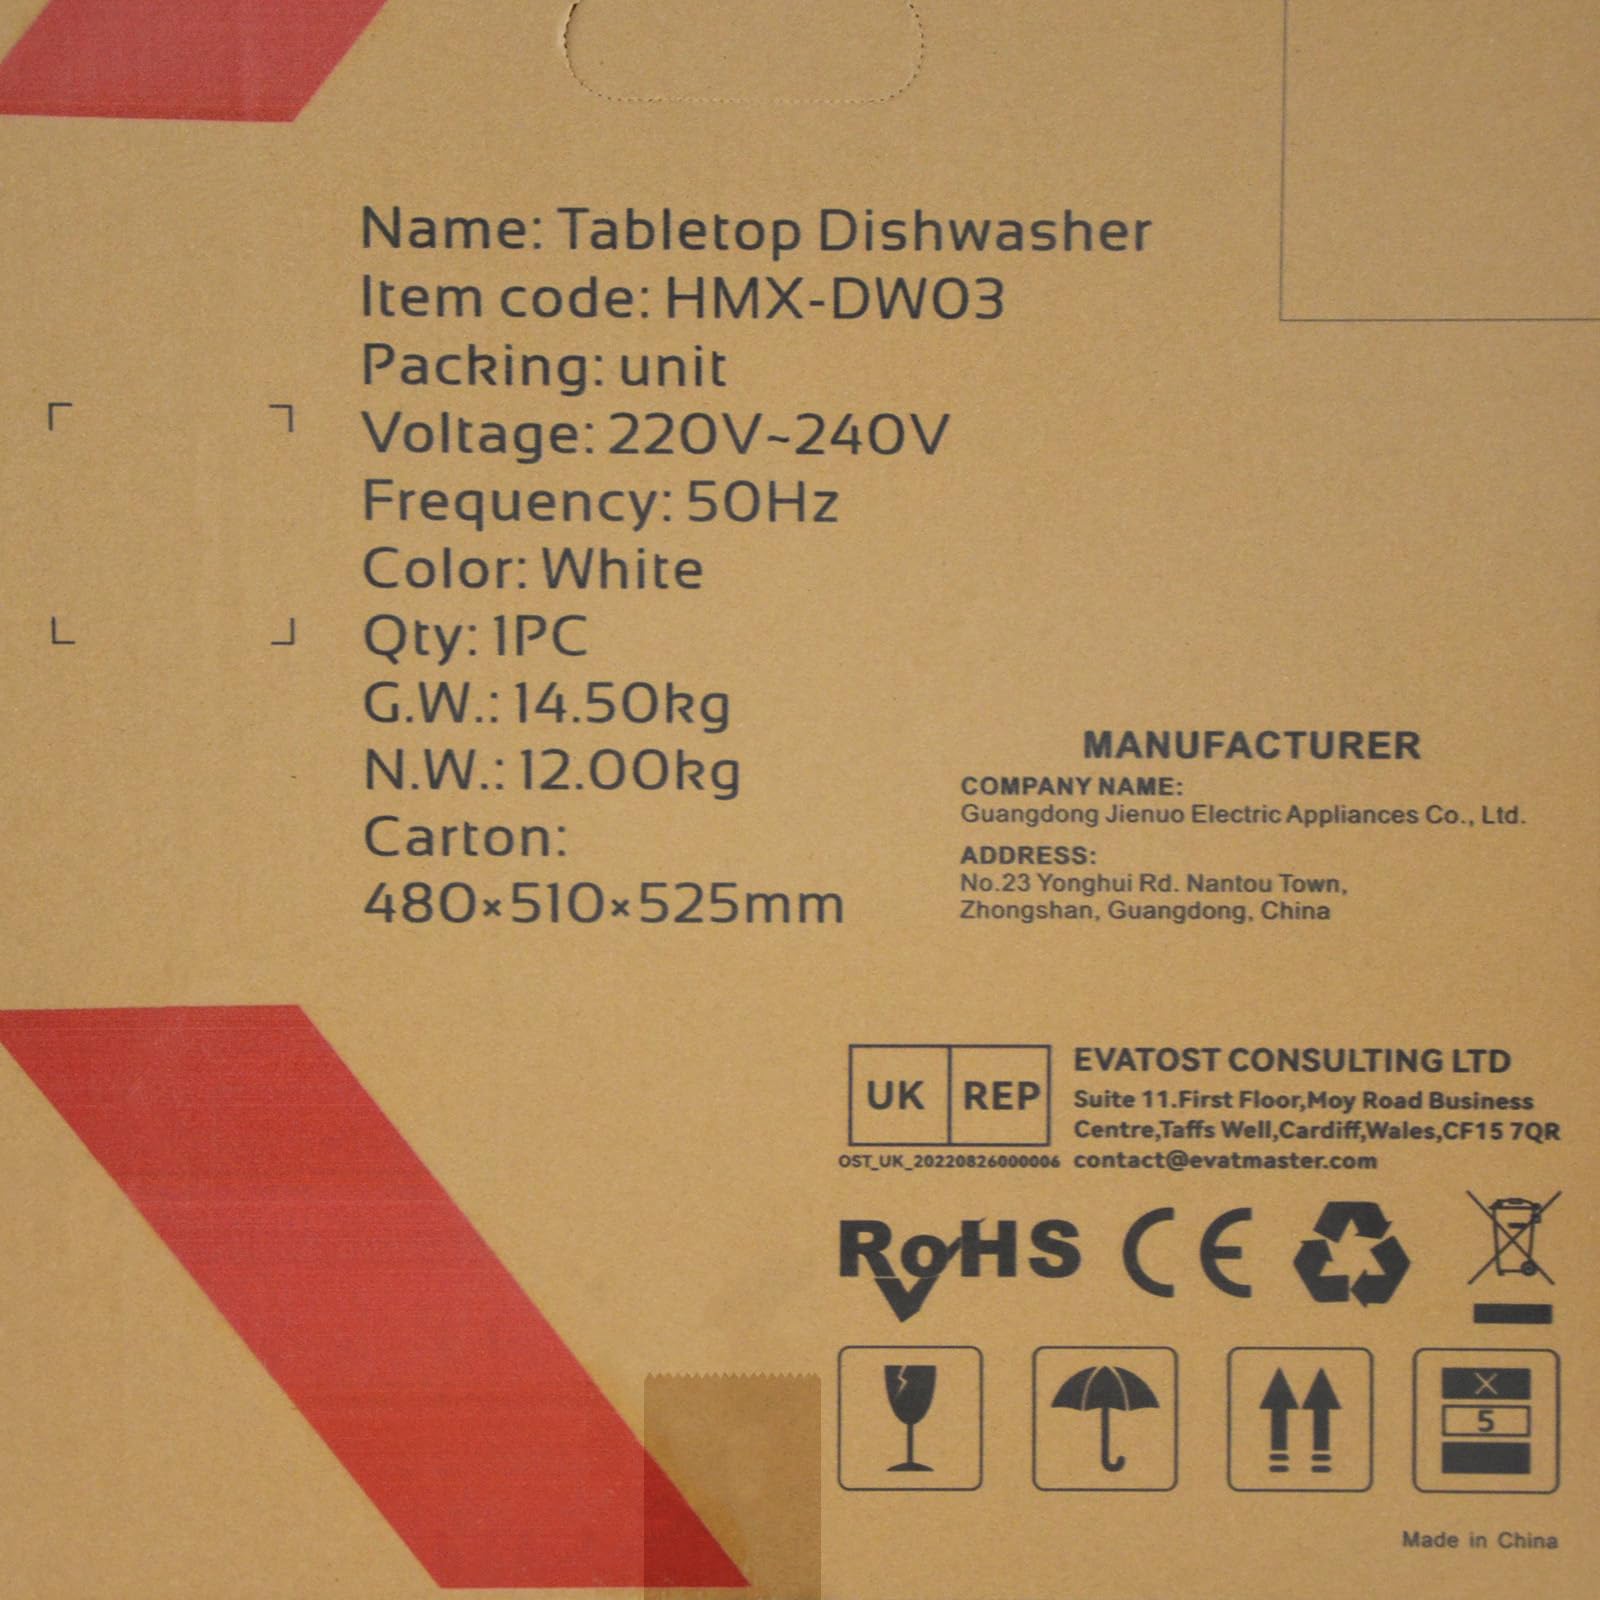 Name: Tabletop Dishwasher
Item code: HMX-DW03
Packing: unit
Voltage: 220V~240V
Frequency: 50Hz
Color: White
Qty: 1PC
G.W.: 14.50kg
N.W.: 12.00kg
Carton:
480×510×525mm
MANUFACTURER
COMPANY NAME:
Guangdong Jienuo Electric Appliances Co., Ltd.
ADDRESS:
No.23 Yonghui Rd. Nantou Town,
Zhongshan, Guangdong, China
UK REP
OST_UK_20220826000006
EVATOST CONSULTING LTD
Suite 11.First Floor,Moy Road Business
Centre,Taffs Well,Cardiff,Wales,CF15 7QR
contact@evatmaster.com
RoHS CE
5
Made in China